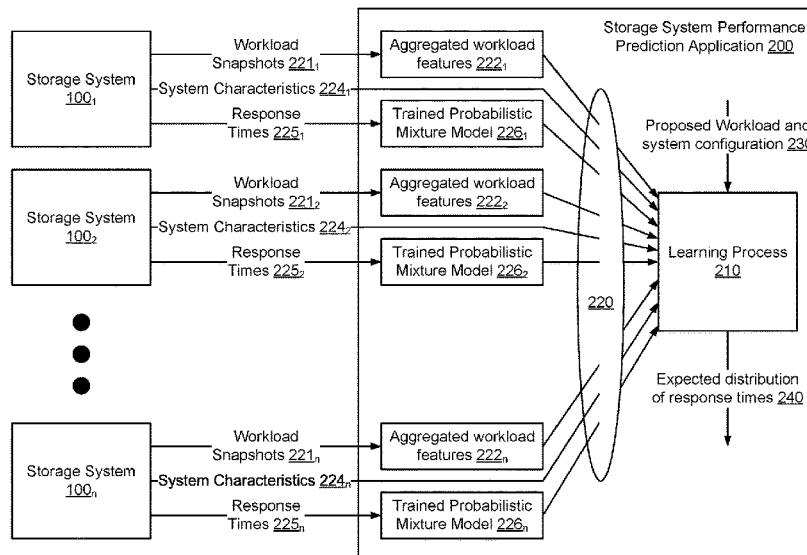 Storage System Performance
Prediction Application 200
Storage System
100₁
Workload
Snapshots 221₁
System Characteristics 224₁
Response
Times 225₁
Aggregated workload
features 222₁
Trained Probabilistic
Mixture Model 226₁
Storage System
100₂
Workload
Snapshots 221₂
System Characteristics 224₂
Response
Times 225₂
Aggregated workload
features 222₂
Trained Probabilistic
Mixture Model 226₂
Storage System
100ₙ
Workload
Snapshots 221ₙ
System Characteristics 224ₙ
Response
Times 225ₙ
Aggregated workload
features 222ₙ
Trained Probabilistic
Mixture Model 226ₙ
220
Proposed Workload and
system configuration 230
Learning Process
210
Expected distribution
of response times 240